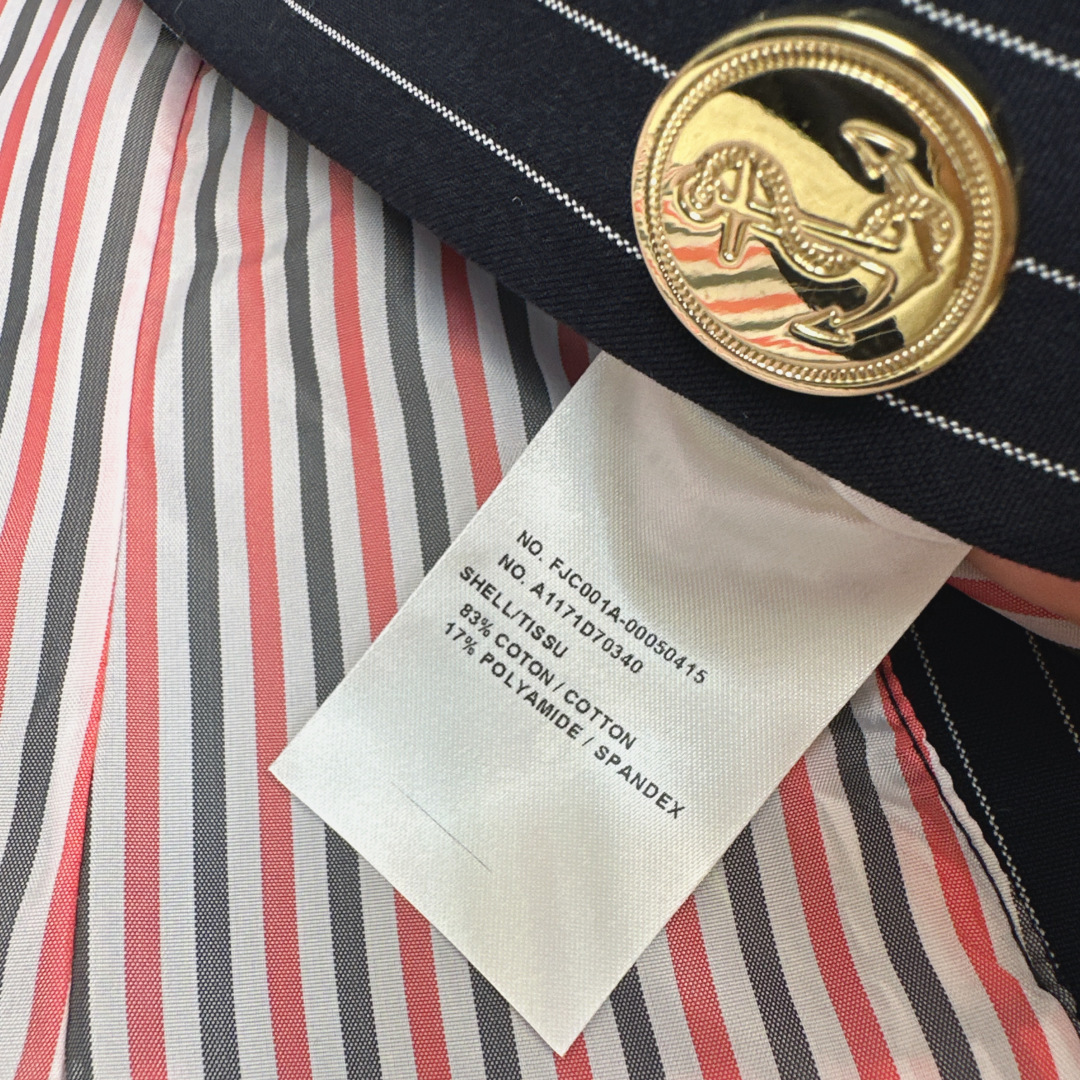 NO. FJC001A-00050415
NO. A1171D70340
SHELL/TISSU
83% COTON / COTTON
17% POLYAMIDE / SPANDEX